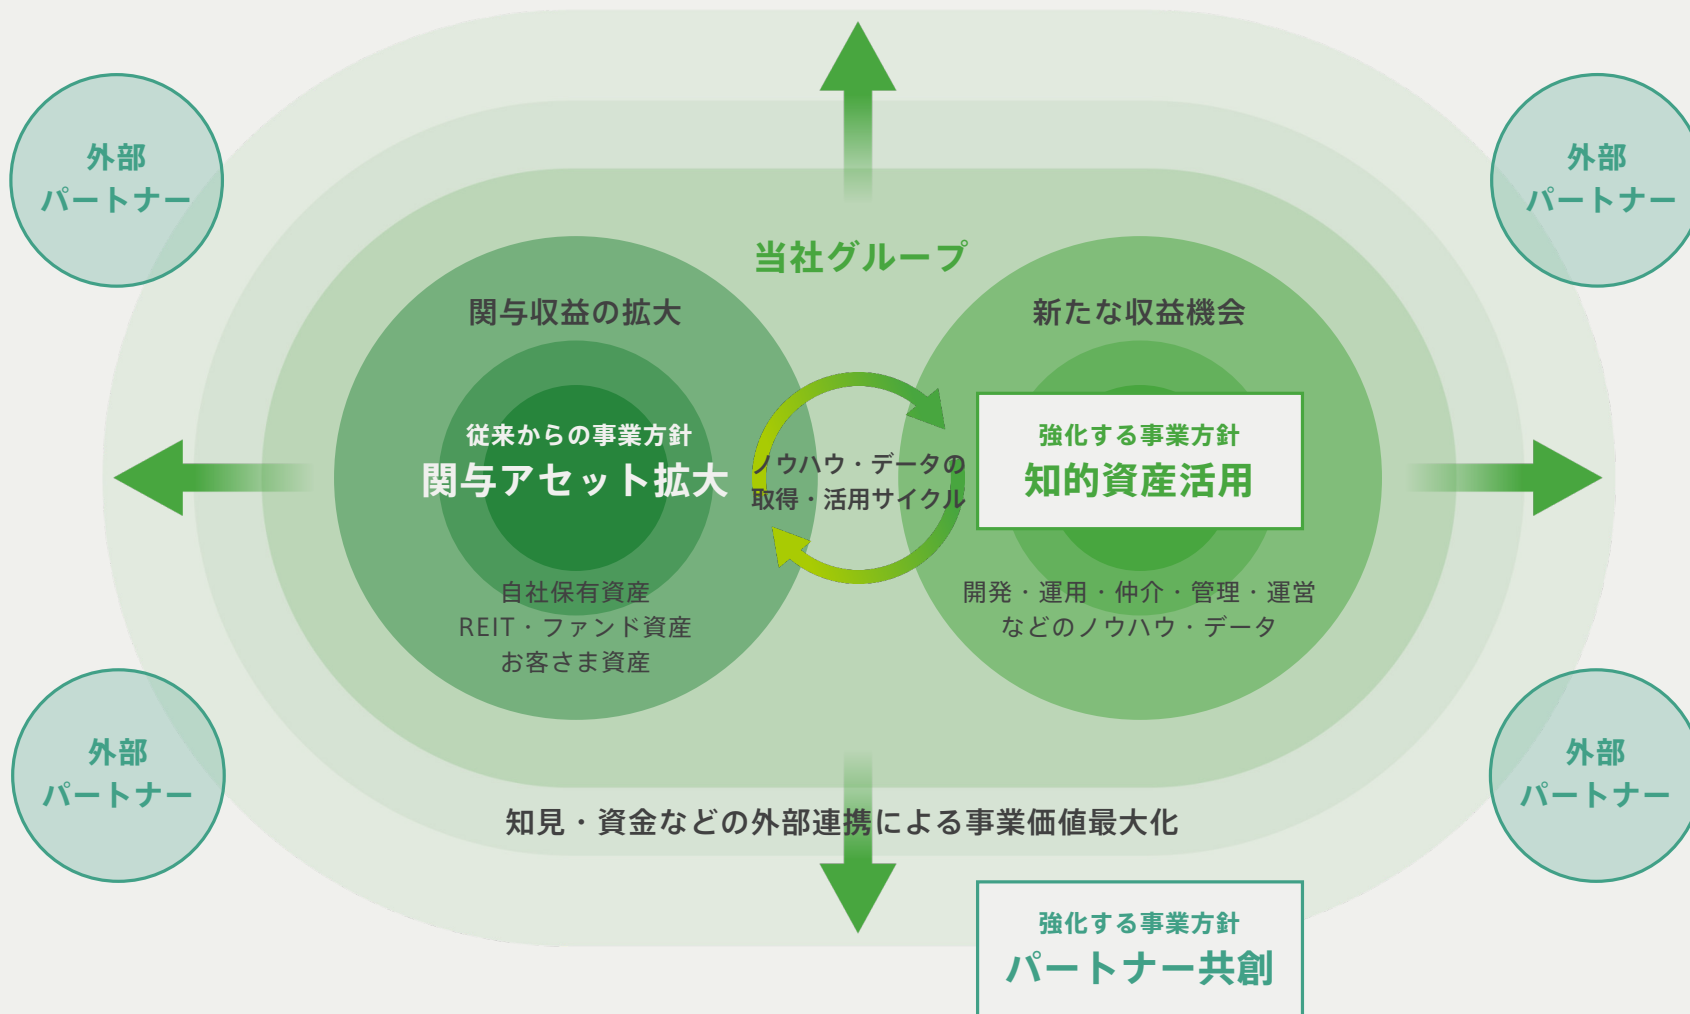 外部
パートナー
外部
パートナー
当社グループ
関与収益の拡大
従来からの事業方針
関与アセット拡大
自社保有資産
REIT・ファンド資産
お客さま資産
ノウハウ・データの
取得・活用サイクル
新たな収益機会
強化する事業方針
知的資産活用
開発・運用・仲介・管理・運営
などのノウハウ・データ
外部
パートナー
外部
パートナー
知見・資金などの外部連携による事業価値最大化
強化する事業方針
パートナー共創